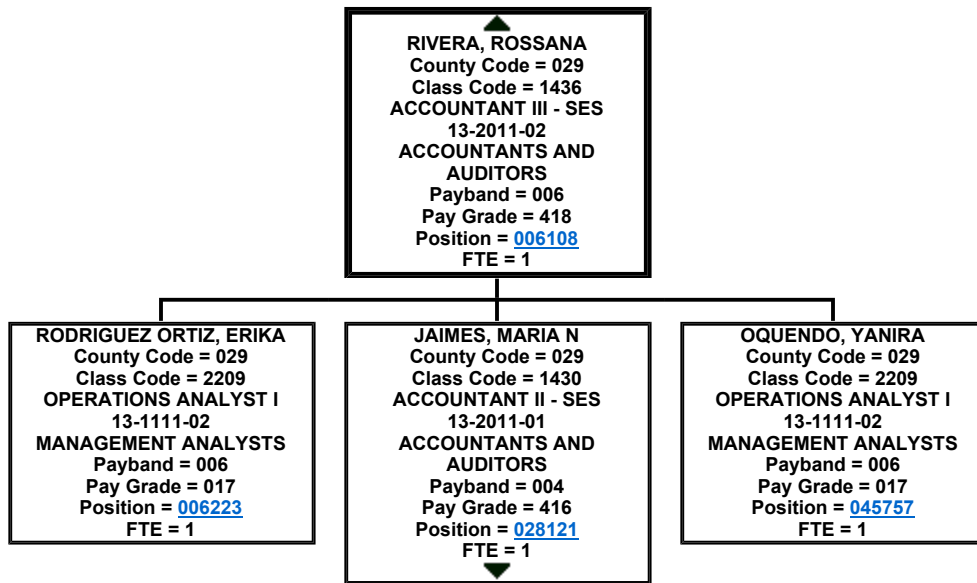 RIVERA, ROSSANA
County Code = 029
Class Code = 1436
ACCOUNTANT III - SES
13-2011-02
ACCOUNTANTS AND
AUDITORS
Payband = 006
Pay Grade = 418
Position = 006108
FTE = 1
RODRIGUEZ ORTIZ, ERIKA
County Code = 029
Class Code = 2209
OPERATIONS ANALYST I
13-1111-02
MANAGEMENT ANALYSTS
Payband = 006
Pay Grade = 017
Position = 006223
FTE = 1
JAIMES, MARIA N
County Code = 029
Class Code = 1430
ACCOUNTANT II - SES
13-2011-01
ACCOUNTANTS AND
AUDITORS
Payband = 004
Pay Grade = 416
Position = 028121
FTE = 1
OQUENDO, YANIRA
County Code = 029
Class Code = 2209
OPERATIONS ANALYST I
13-1111-02
MANAGEMENT ANALYSTS
Payband = 006
Pay Grade = 017
Position = 045757
FTE = 1